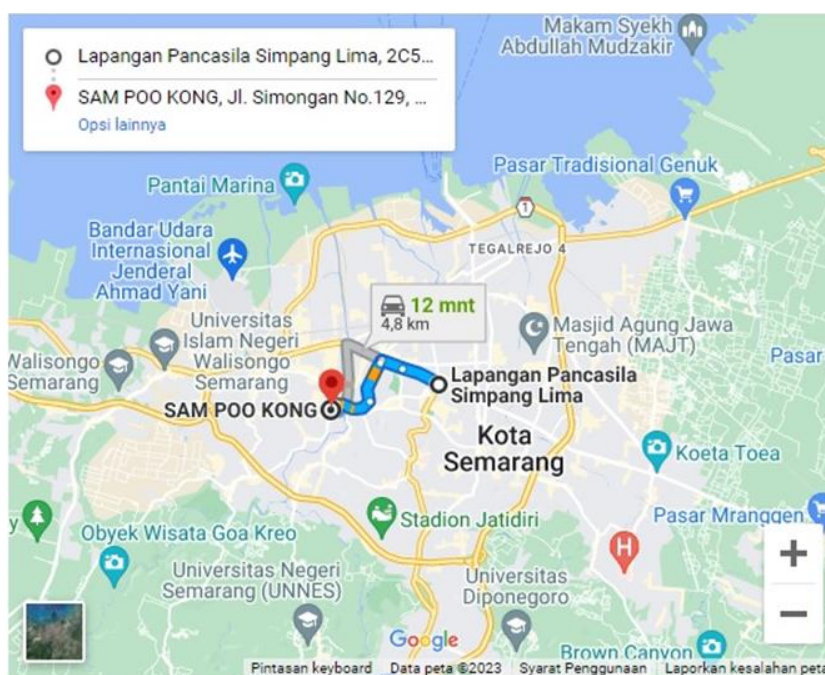 Makam Syekh
Abdullah Mudzakir
Lapangan Pancasila Simpang Lima, 2C5...
SAM POO KONG, Jl. Simongan No.129, ...
Opsi lainnya
Pasar Tradisional Genuk
Pantai Marina
1
Bandar Udara
Internasional
Jenderal
Ahmad Yani
TEGALREJO 4
12 mnt
4,8 km
Universitas
Islam Negeri
Walisongo
Semarang
Walisongo
Semarang
Masjid Agung Jawa
Tengah (MAJT)
Pasar
Lapangan Pancasila
Simpang Lima
SAM POO KONG
Kota
Semarang
Koeta Toea
Stadion Jatidiri
Pasar Mranggen
y
Obyek Wisata Goa Kreo
H
Universitas Negeri
Semarang (UNNES)
Universitas
Diponegoro
+
−
Google
Brown Canyon
Pintasan keyboard
Data peta ©2023
Syarat Penggunaan
Laporkan kesalahan peta